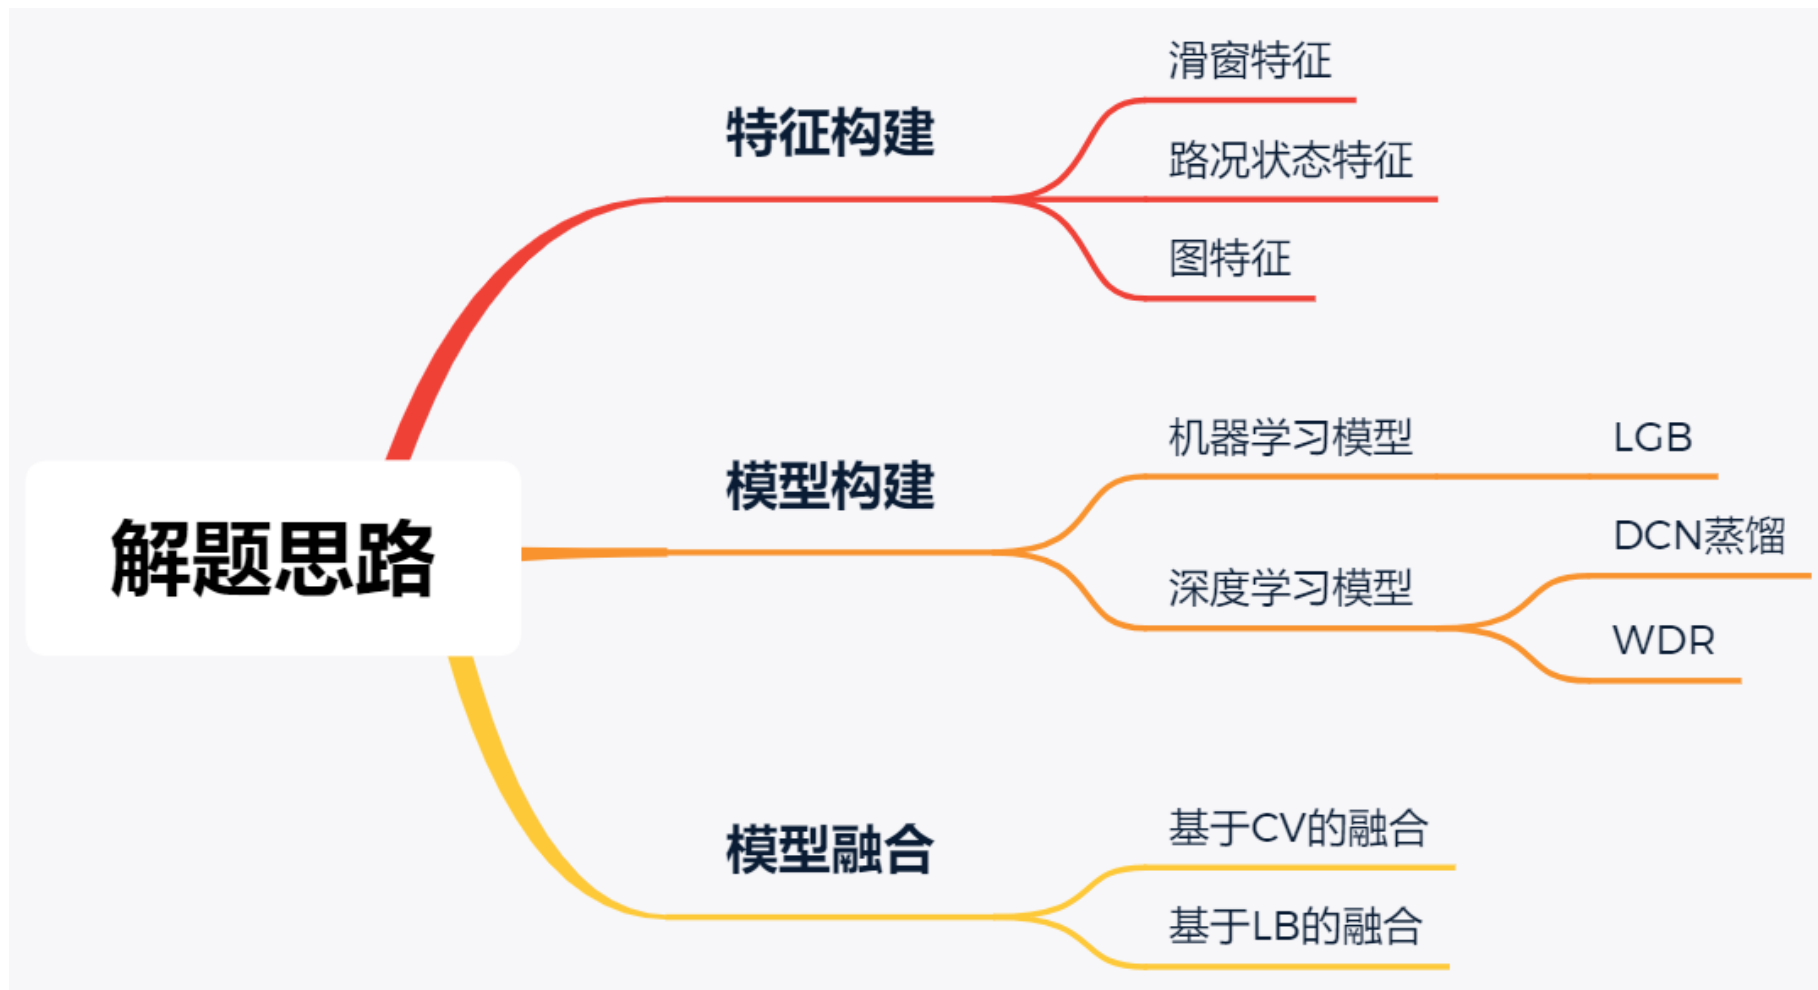 解题思路
特征构建
滑窗特征
路况状态特征
图特征
模型构建
机器学习模型
LGB
深度学习模型
DCN蒸馏
WDR
模型融合
基于CV的融合
基于LB的融合